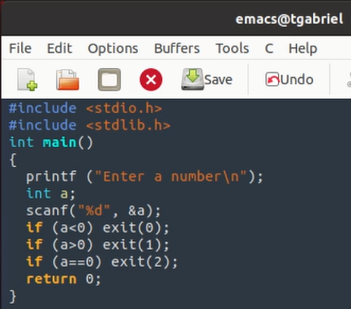 emacs@tgabriel
File Edit Options Buffers Tools C Help
Save Undo
#include <stdio.h>
#include <stdlib.h>
int main()
{
  printf ("Enter a number\n");
  int a;
  scanf("%d", &a);
  if (a<0) exit(0);
  if (a>0) exit(1);
  if (a==0) exit(2);
  return 0;
}